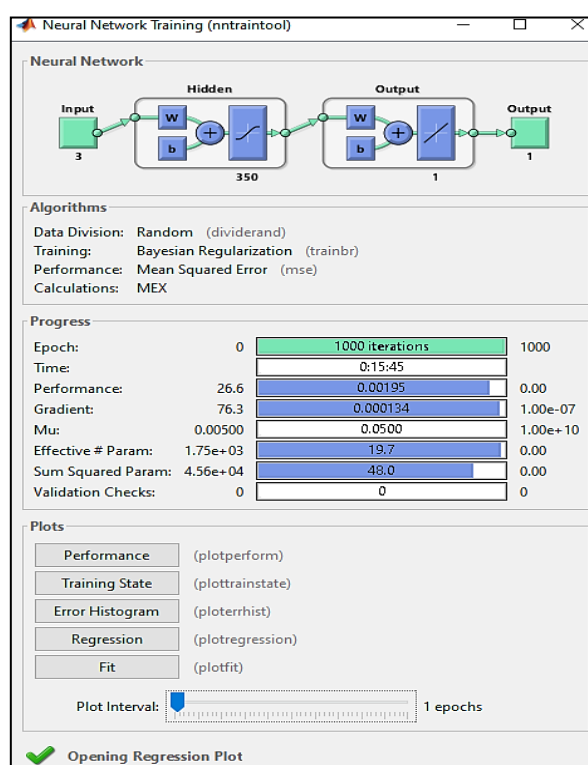 Neural Network Training (nntraintool)
Neural Network
Hidden Output
Input Output
W W
b b
3 350 1 1
Algorithms
Data Division: Random (dividerand)
Training: Bayesian Regularization (trainbr)
Performance: Mean Squared Error (mse)
Calculations: MEX
Progress
Epoch: 0 1000 iterations 1000
Time: 0:15:45
Performance: 26.6 0.00195 0.00
Gradient: 76.3 0.000134 1.00e-07
Mu: 0.00500 0.0500 1.00e+10
Effective # Param: 1.75e+03 19.7 0.00
Sum Squared Param: 4.56e+04 48.0 0.00
Validation Checks: 0 0 0
Plots
Performance (plotperform)
Training State (plottrainstate)
Error Histogram (ploterrhist)
Regression (plotregression)
Fit (plotfit)
Plot Interval: 1 epochs
Opening Regression Plot